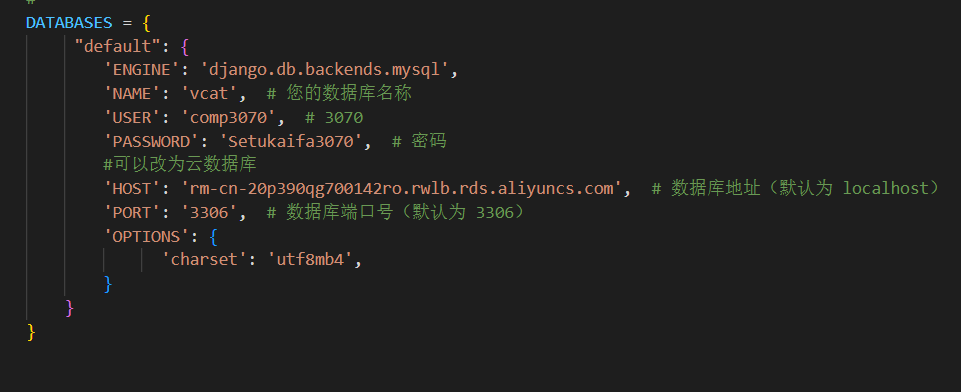 #
DATABASES = {
"default": {
'ENGINE': 'django.db.backends.mysql',
'NAME': 'vcat',  # 您的数据库名称
'USER': 'comp3070',  # 3070
'PASSWORD': 'Setukaifa3070',  # 密码
#可以改为云数据库
'HOST': 'rm-cn-20p390qg700142ro.rwlb.rds.aliyuncs.com',  # 数据库地址（默认为 localhost）
'PORT': '3306',  # 数据库端口号（默认为 3306）
'OPTIONS': {
'charset': 'utf8mb4',
}
}
}